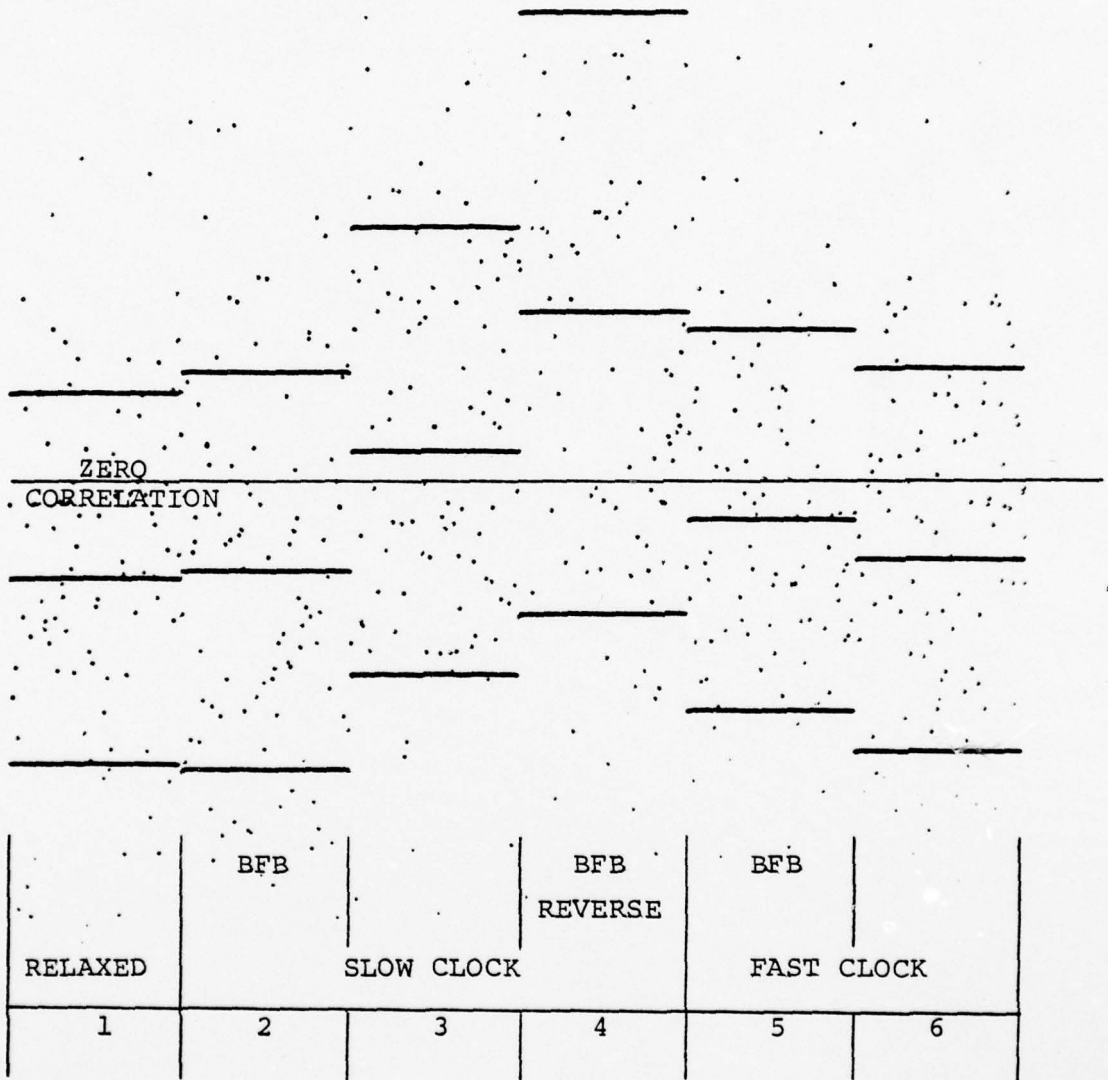 ZERO
CORRELATION
BFB BFB BFB
REVERSE
RELAXED SLOW CLOCK FAST CLOCK
1 2 3 4 5 6